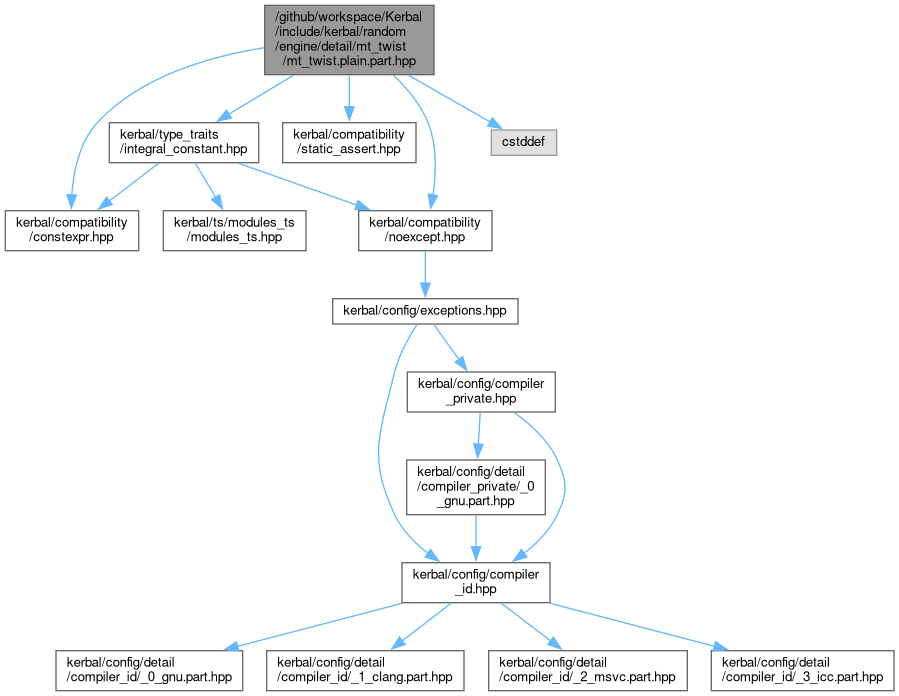 /github/workspace/Kerbal
/include/kerbal/random
/engine/detail/mt_twist
/mt_twist.plain.part.hpp
kerbal/type_traits
/integral_constant.hpp
kerbal/compatibility
/static_assert.hpp
cstddef
kerbal/compatibility
/constexpr.hpp
kerbal/ts/modules_ts
/modules_ts.hpp
kerbal/compatibility
/noexcept.hpp
kerbal/config/exceptions.hpp
kerbal/config/compiler
_private.hpp
kerbal/config/detail
/compiler_private/_0
_gnu.part.hpp
kerbal/config/compiler
_id.hpp
kerbal/config/detail
/compiler_id/_0_gnu.part.hpp
kerbal/config/detail
/compiler_id/_1_clang.part.hpp
kerbal/config/detail
/compiler_id/_2_msvc.part.hpp
kerbal/config/detail
/compiler_id/_3_icc.part.hpp